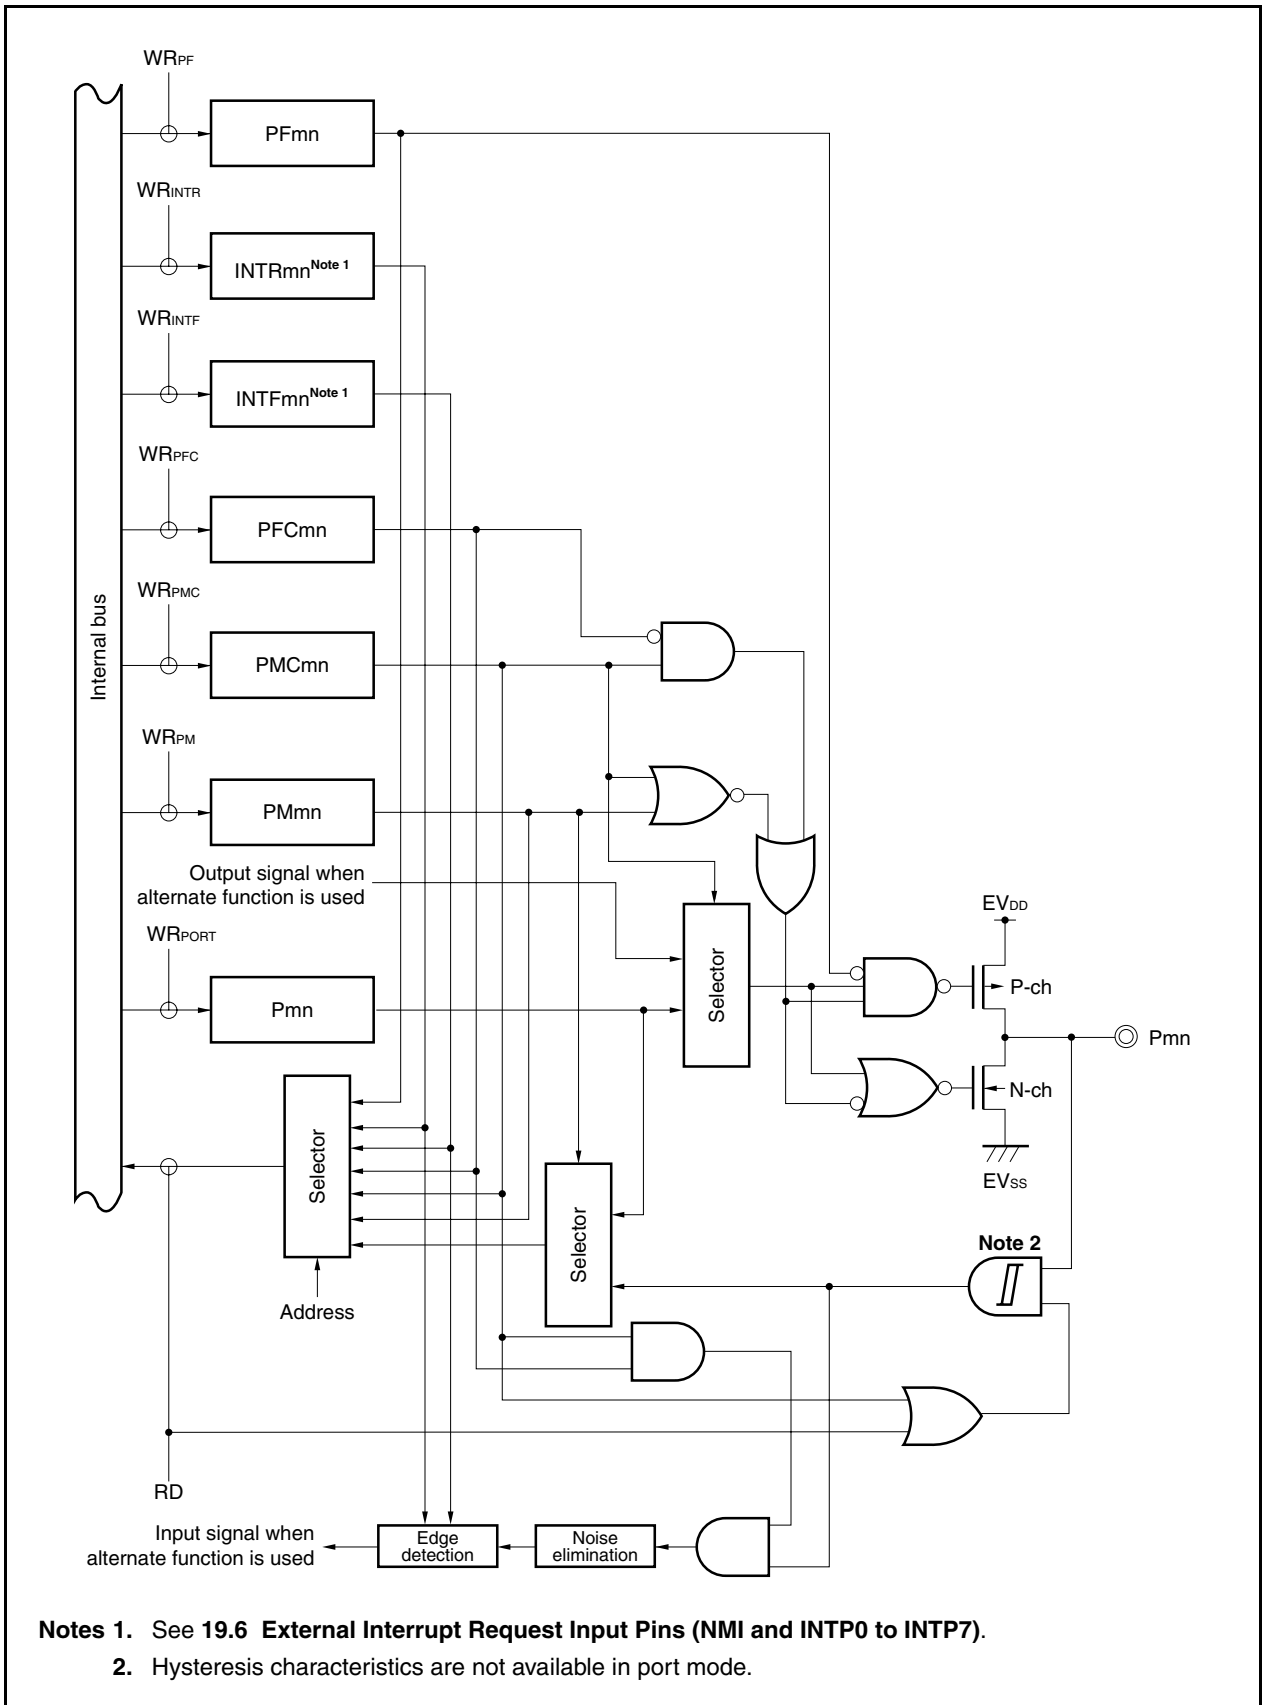 WRPF
PFmn
WRINTR
INTRmnNote 1
WRINTF
INTFmnNote 1
WRPFC
PFCmn
WRPMC
Internal bus
PMCmn
WRPM
PMmn
Output signal when
alternate function is used
WRPORT
Pmn
Selector
EVDD
P-ch
Pmn
N-ch
EVSS
Selector
Selector
Note 2
Address
RD
Input signal when
alternate function is used
Edge
detection
Noise
elimination
Notes 1. See 19.6 External Interrupt Request Input Pins (NMI and INTP0 to INTP7).
2. Hysteresis characteristics are not available in port mode.